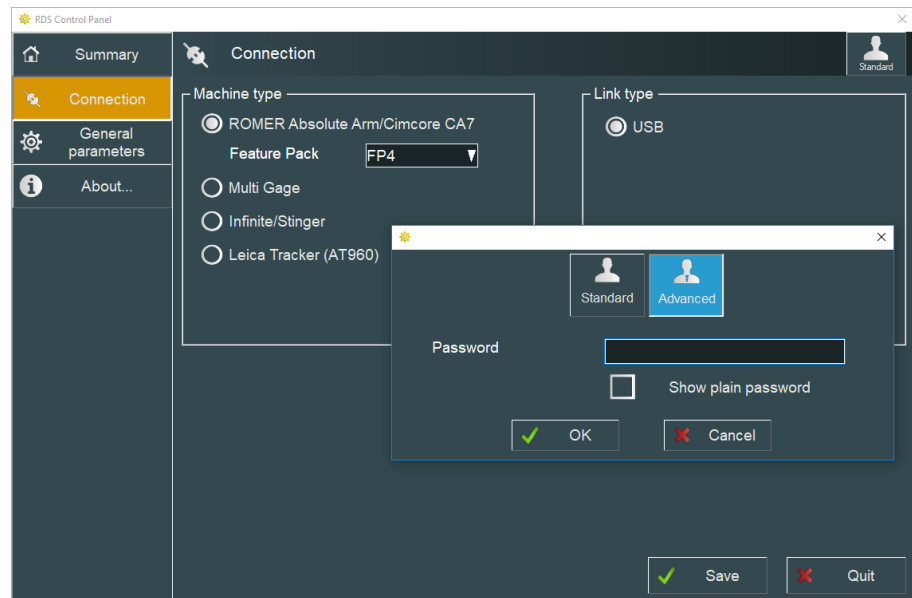 RDS Control Panel
Summary
Connection
Standard
Connection
General
parameters
About...
Machine type
ROMER Absolute Arm/Cimcore CA7
Feature Pack
FP4
Multi Gage
Infinite/Stinger
Leica Tracker (AT960)
Link type
USB
Standard
Advanced
Password
Show plain password
OK
Cancel
Save
Quit